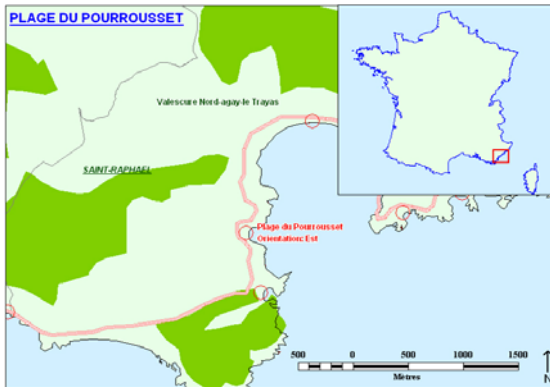 PLAGE DU POURROUSSET
Valescure Nord-agay-le Trayas
SAINT-RAPHAEL
Plage du Pourrousset
Orientation: Est
500 0 500 1000 1500
Mètres
N